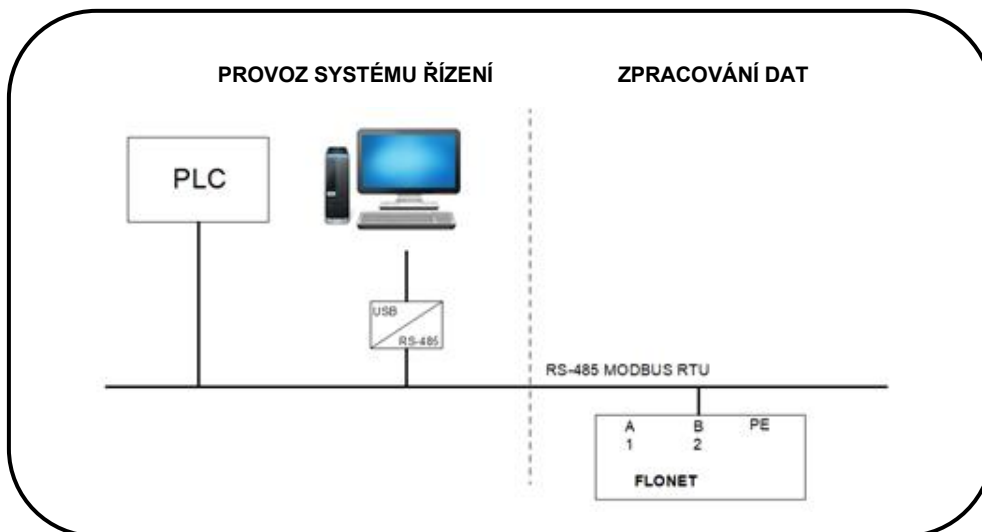 PROVOZ SYSTÉMU ŘÍZENÍ
ZPRACOVÁNÍ DAT
PLC
USB
RS-485
RS-485 MODBUS RTU
A B PE
1 2
FLONET